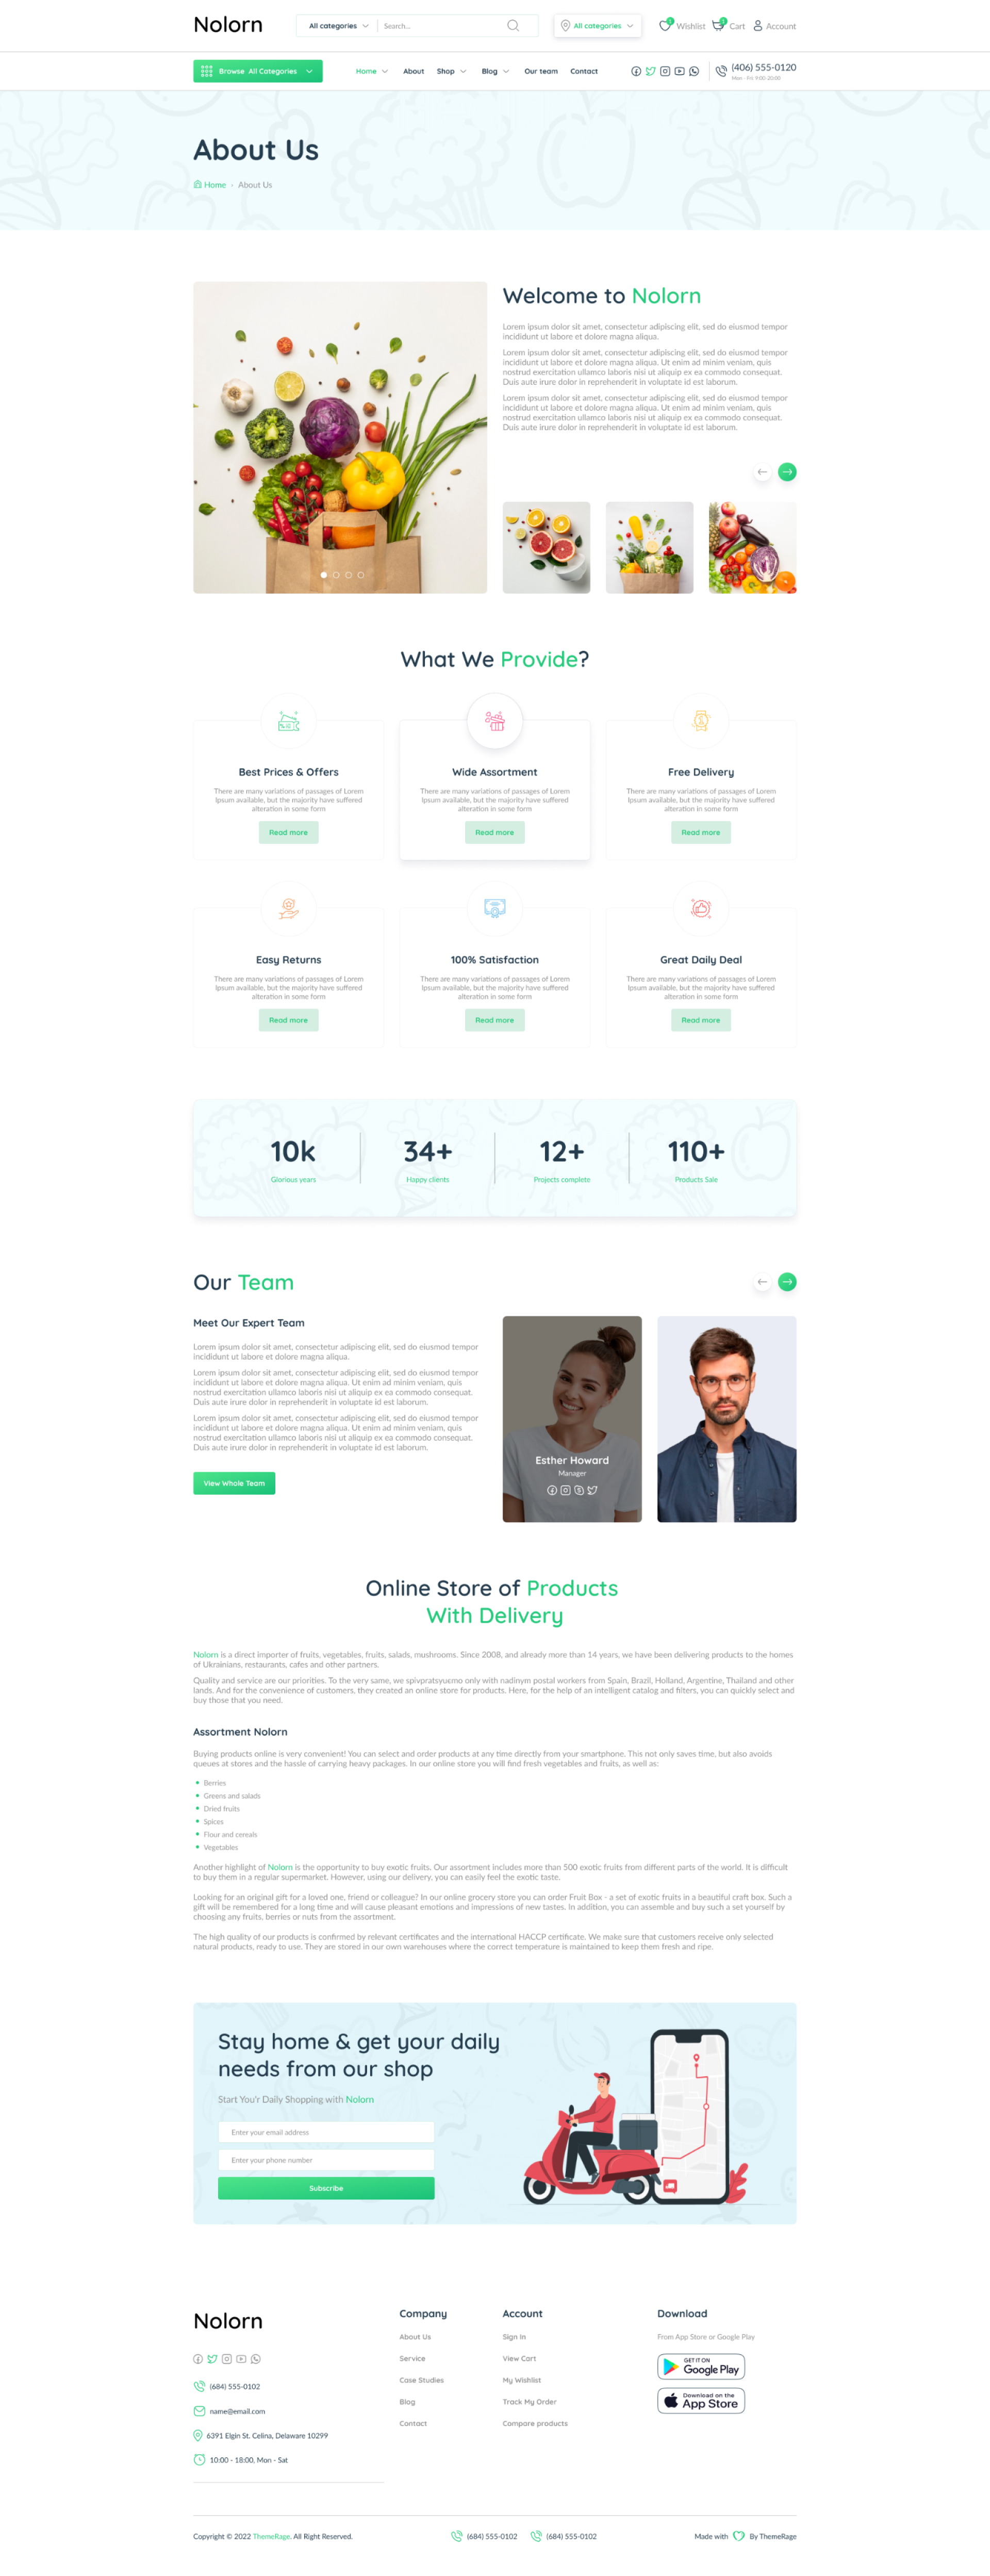 Nolorn
All categories
Search...
All categories
1
Wishlist
1
Cart
Account
Browse All Categories
Home
About
Shop
Blog
Our team
Contact
(406) 555-0120
Mon - Fri: 9:00-20:00
About Us
Home › About Us
Welcome to Nolorn
Lorem ipsum dolor sit amet, consectetur adipiscing elit, sed do eiusmod tempor
incididunt ut labore et dolore magna aliqua.
Lorem ipsum dolor sit amet, consectetur adipiscing elit, sed do eiusmod tempor
incididunt ut labore et dolore magna aliqua. Ut enim ad minim veniam, quis
nostrud exercitation ullamco laboris nisi ut aliquip ex ea commodo consequat.
Duis aute irure dolor in reprehenderit in voluptate id est laborum.
Lorem ipsum dolor sit amet, consectetur adipiscing elit, sed do eiusmod tempor
incididunt ut labore et dolore magna aliqua. Ut enim ad minim veniam, quis
nostrud exercitation ullamco laboris nisi ut aliquip ex ea commodo consequat.
Duis aute irure dolor in reprehenderit in voluptate id est laborum.
What We Provide?
Best Prices & Offers
There are many variations of passages of Lorem
Ipsum available, but the majority have suffered
alteration in some form
Read more
Wide Assortment
There are many variations of passages of Lorem
Ipsum available, but the majority have suffered
alteration in some form
Read more
Free Delivery
There are many variations of passages of Lorem
Ipsum available, but the majority have suffered
alteration in some form
Read more
Easy Returns
There are many variations of passages of Lorem
Ipsum available, but the majority have suffered
alteration in some form
Read more
100% Satisfaction
There are many variations of passages of Lorem
Ipsum available, but the majority have suffered
alteration in some form
Read more
Great Daily Deal
There are many variations of passages of Lorem
Ipsum available, but the majority have suffered
alteration in some form
Read more
10k
Glorious years
34+
Happy clients
12+
Projects complete
110+
Products Sale
Our Team
Meet Our Expert Team
Lorem ipsum dolor sit amet, consectetur adipiscing elit, sed do eiusmod tempor
incididunt ut labore et dolore magna aliqua.
Lorem ipsum dolor sit amet, consectetur adipiscing elit, sed do eiusmod tempor
incididunt ut labore et dolore magna aliqua. Ut enim ad minim veniam, quis
nostrud exercitation ullamco laboris nisi ut aliquip ex ea commodo consequat.
Duis aute irure dolor in reprehenderit in voluptate id est laborum.
Lorem ipsum dolor sit amet, consectetur adipiscing elit, sed do eiusmod tempor
incididunt ut labore et dolore magna aliqua. Ut enim ad minim veniam, quis
nostrud exercitation ullamco laboris nisi ut aliquip ex ea commodo consequat.
Duis aute irure dolor in reprehenderit in voluptate id est laborum.
View Whole Team
Esther Howard
Manager
Online Store of Products
With Delivery
Nolorn is a direct importer of fruits, vegetables, fruits, salads, mushrooms. Since 2008, and already more than 14 years, we have been delivering products to the homes
of Ukrainians, restaurants, cafes and other partners.
Quality and service are our priorities. To the very same, we spivpratsyuemo only with nadinym postal workers from Spain, Brazil, Holland, Argentine, Thailand and other
lands. And for the convenience of customers, they created an online store for products. Here, for the help of an intelligent catalog and filters, you can quickly select and
buy those that you need.
Assortment Nolorn
Buying products online is very convenient! You can select and order products at any time directly from your smartphone. This not only saves time, but also avoids
queues at stores and the hassle of carrying heavy packages. In our online store you will find fresh vegetables and fruits, as well as:
Berries
Greens and salads
Dried fruits
Spices
Flour and cereals
Vegetables
Another highlight of Nolorn is the opportunity to buy exotic fruits. Our assortment includes more than 500 exotic fruits from different parts of the world. It is difficult
to buy them in a regular supermarket. However, using our delivery, you can easily feel the exotic taste.
Looking for an original gift for a loved one, friend or colleague? In our online grocery store you can order Fruit Box - a set of exotic fruits in a beautiful craft box. Such a
gift will be remembered for a long time and will cause pleasant emotions and impressions of new tastes. In addition, you can assemble and buy such a set yourself by
choosing any fruits, berries or nuts from the assortment.
The high quality of our products is confirmed by relevant certificates and the international HACCP certificate. We make sure that customers receive only selected
natural products, ready to use. They are stored in our own warehouses where the correct temperature is maintained to keep them fresh and ripe.
Stay home & get your daily
needs from our shop
Start You'r Daily Shopping with Nolorn
Enter your email address
Enter your phone number
Subscribe
Nolorn
(684) 555-0102
name@email.com
6391 Elgin St. Celina, Delaware 10299
10:00 - 18:00, Mon - Sat
Company
About Us
Service
Case Studies
Blog
Contact
Account
Sign In
View Cart
My Wishlist
Track My Order
Compare products
Download
From App Store or Google Play
GET IT ON
Google Play
Download on the
App Store
Copyright © 2022 ThemeRage. All Right Reserved.
(684) 555-0102
(684) 555-0102
Made with
By ThemeRage